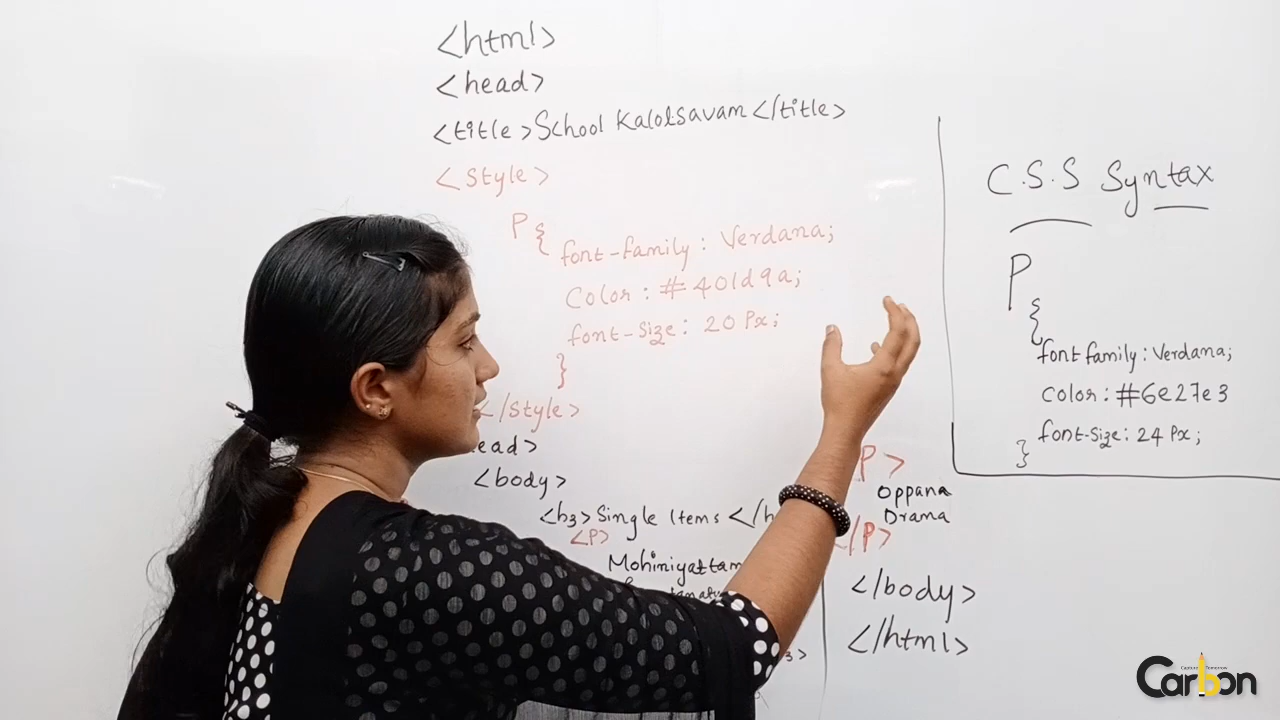 <html>
<head>
<title>School Kalolsavam</title>
<Style>
P{
font-family: Verdana;
Color: #401d9a;
font-Size: 20 Px;
}
</Style>
ead>
<body>
<h3>Single Items </h
<P>
Mohiniyattam
3>
P>
Oppana
Drama
</P>
</body>
</html>
C.S.S Syntax
P
{
font family: Verdana;
Color: #6e27e3
font-Size: 24 Px;
}
Carbon